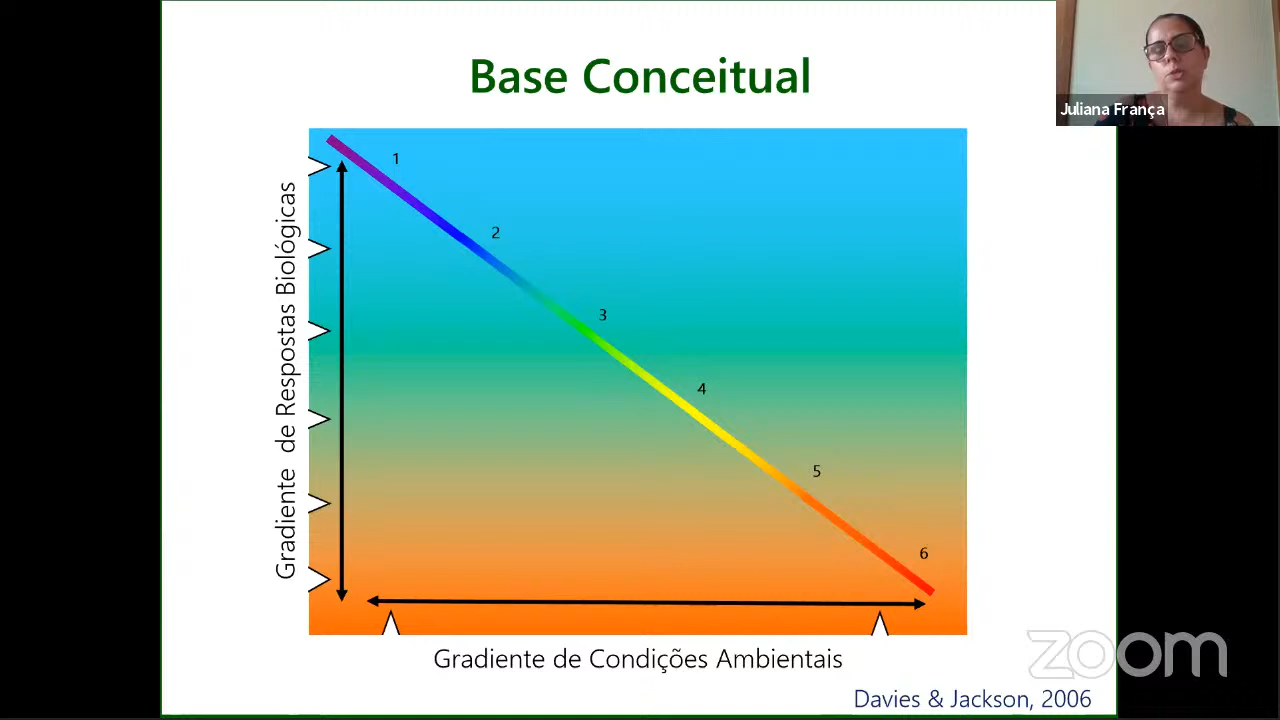 Base Conceitual
Juliana França
1
2
3
4
5
6
Gradiente de Respostas Biológicas
Gradiente de Condições Ambientais
zoom
Davies & Jackson, 2006